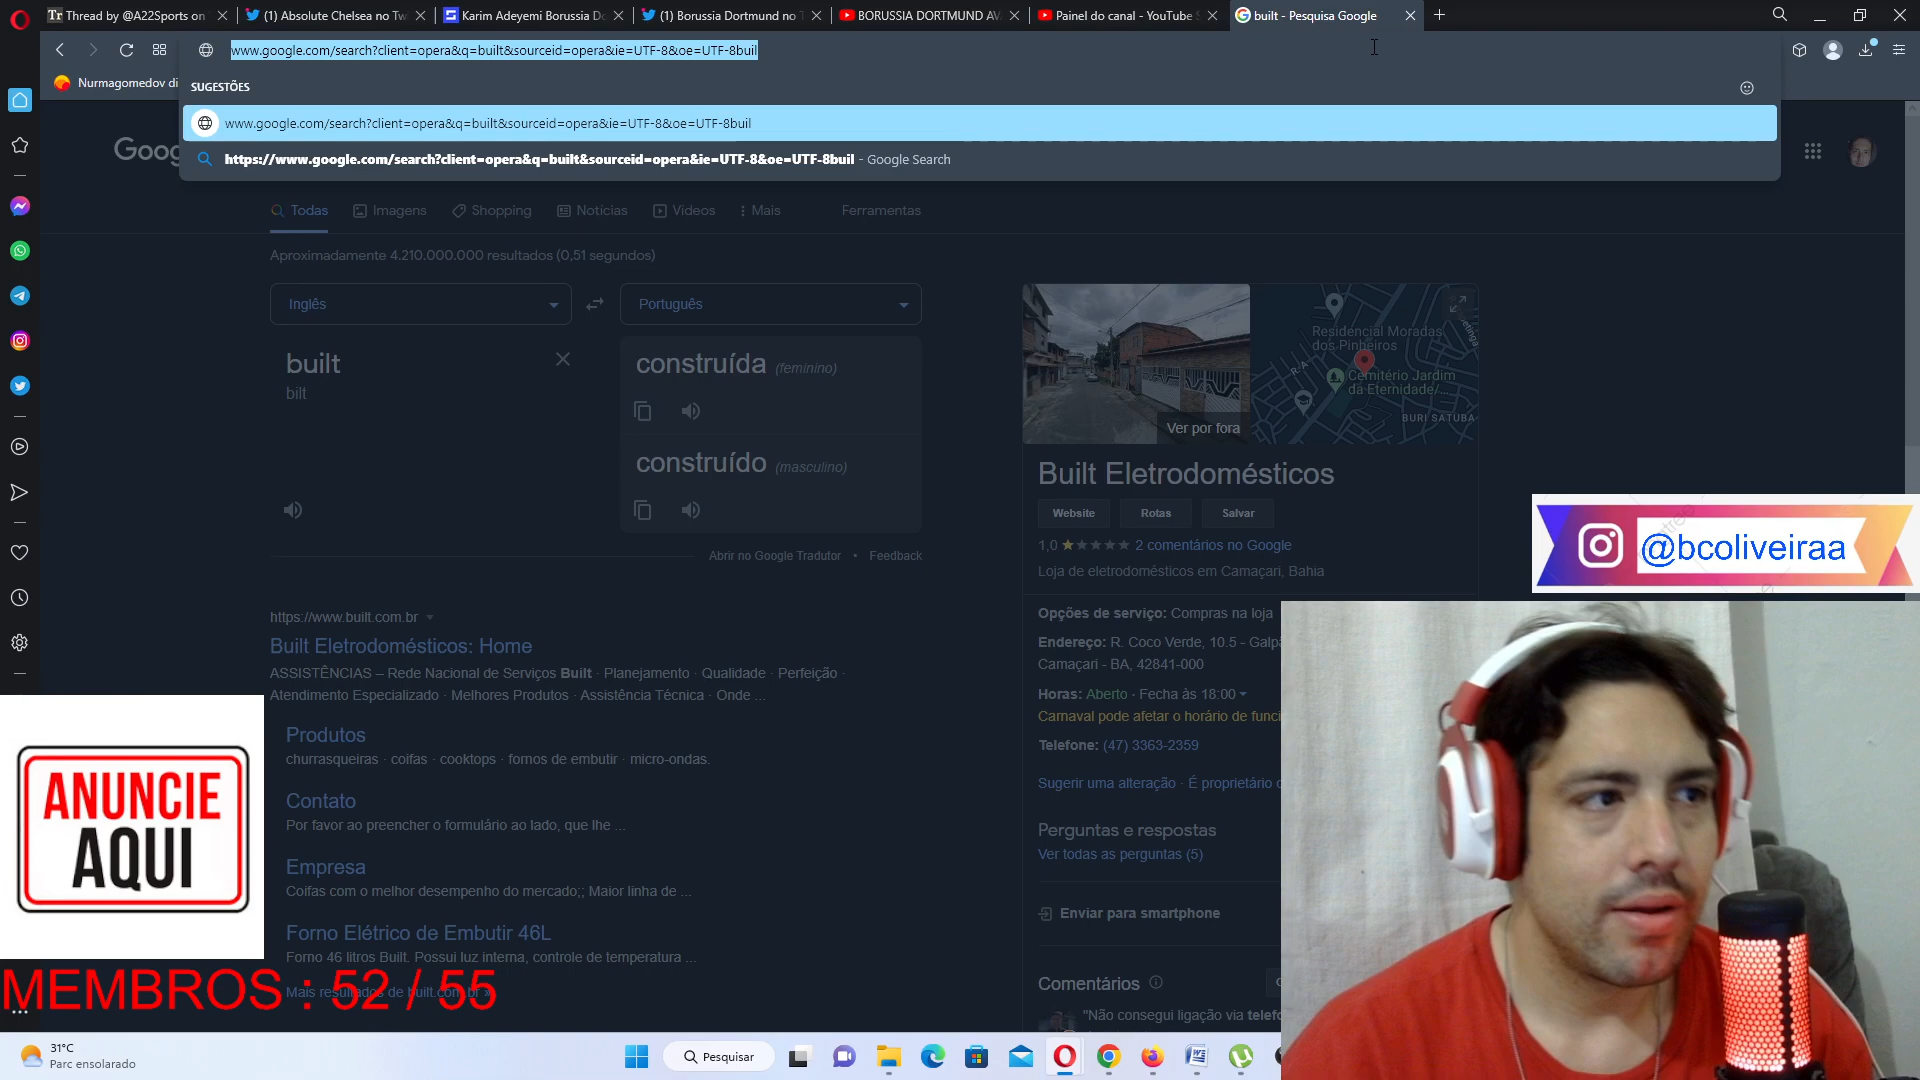 Thread by @A22Sports on
(1) Absolute Chelsea no Tw
Karim Adeyemi Borussia Do
(1) Borussia Dortmund no T
BORUSSIA DORTMUND AV
Painel do canal - YouTube S
built - Pesquisa Google
www.google.com/search?client=opera&q=built&sourceid=opera&ie=UTF-8&oe=UTF-8buil
Nurmagomedov di
SUGESTÕES
www.google.com/search?client=opera&q=built&sourceid=opera&ie=UTF-8&oe=UTF-8buil
https://www.google.com/search?client=opera&q=built&sourceid=opera&ie=UTF-8&oe=UTF-8buil - Google Search
Goog
Todas
Imagens
Shopping
Notícias
Vídeos
Mais
Ferramentas
Aproximadamente 4.210.000.000 resultados (0,51 segundos)
Inglês
Português
built
bilt
construída (feminino)
construído (masculino)
Abrir no Google Tradutor • Feedback
https://www.built.com.br
Built Eletrodomésticos: Home
ASSISTÊNCIAS – Rede Nacional de Serviços Built · Planejamento · Qualidade · Perfeição ·
Atendimento Especializado · Melhores Produtos · Assistência Técnica · Onde ...
Produtos
churrasqueiras · coifas · cooktops · fornos de embutir · micro-ondas.
Contato
Por favor ao preencher o formulário ao lado, que lhe ...
Empresa
Coifas com o melhor desempenho do mercado;; Maior linha de ...
Forno Elétrico de Embutir 46L
Forno 46 litros Built. Possui luz interna, controle de temperatura ...
Mais resultados de built.com.br »
Residencial Moradas
dos Pinheiros
R. A
Cemitério Jardim
da Eternidade/...
BURI SATUBA
Ver por fora
Built Eletrodomésticos
Website
Rotas
Salvar
1,0
2 comentários no Google
Loja de eletrodomésticos em Camaçari, Bahia
Opções de serviço: Compras na loja
Endereço: R. Coco Verde, 10.5 - Galpã
Camaçari - BA, 42841-000
Horas: Aberto · Fecha às 18:00
Carnaval pode afetar o horário de funci
Telefone: (47) 3363-2359
Sugerir uma alteração · É proprietário d
Perguntas e respostas
Ver todas as perguntas (5)
Enviar para smartphone
Comentários
"Não consegui ligação via telefo
@bcoliveiraa
ANUNCIE
AQUI
MEMBROS : 52 / 55
31°C
Parc ensolarado
Pesquisar